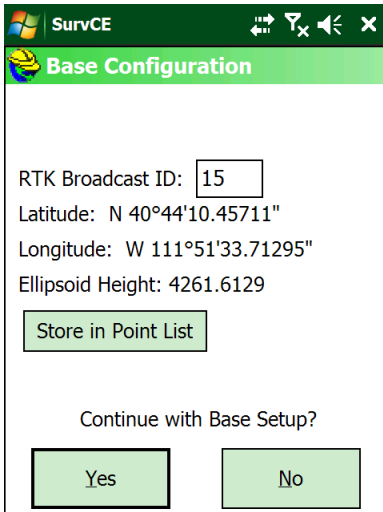 SurvCE
Base Configuration
RTK Broadcast ID: 15
Latitude: N 40°44'10.45711"
Longitude: W 111°51'33.71295"
Ellipsoid Height: 4261.6129
Store in Point List
Continue with Base Setup?
Yes No